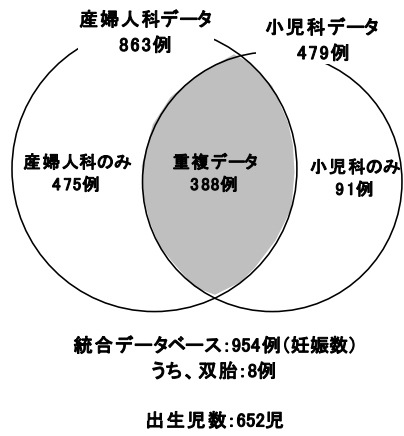 産婦人科データ
863例
小児科データ
479例
産婦人科のみ
475例
重複データ
388例
小児科のみ
91例
統合データベース:954例(妊娠数)
うち、双胎:8例
出生児数:652児